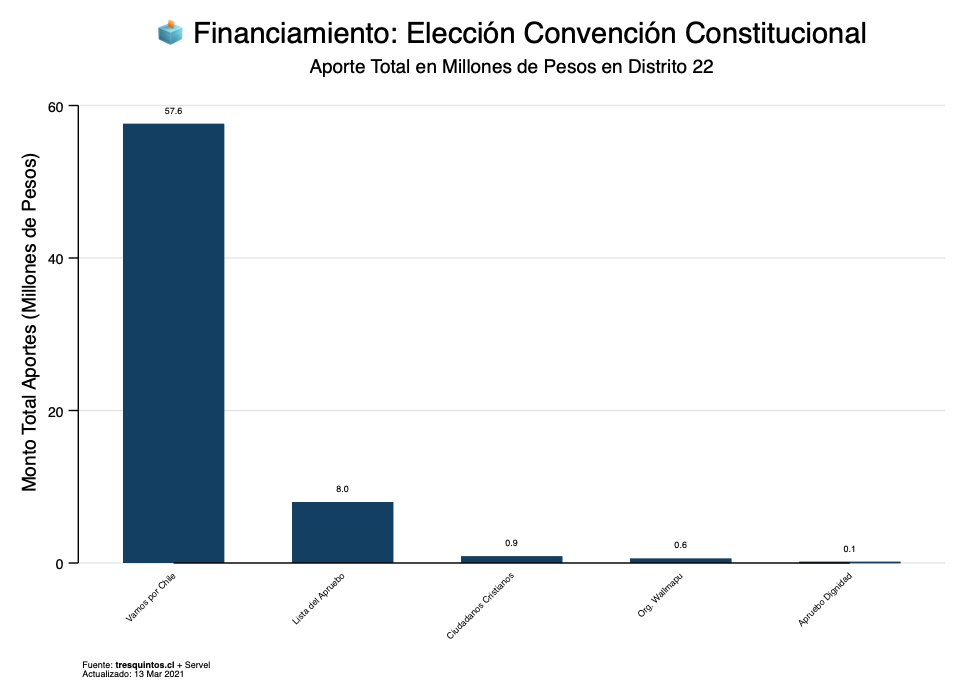 Financiamiento: Elección Convención Constitucional
Aporte Total en Millones de Pesos en Distrito 22
Monto Total Aportes (Millones de Pesos)
60
40
20
0
57.6
8.0
0.9
0.6
0.1
Vamos por Chile
Lista del Apruebo
Ciudadanos Cristianos
Org. Wallmapu
Apruebo Dignidad
Fuente: tresquintos.cl + Servel
Actualizado: 13 Mar 2021